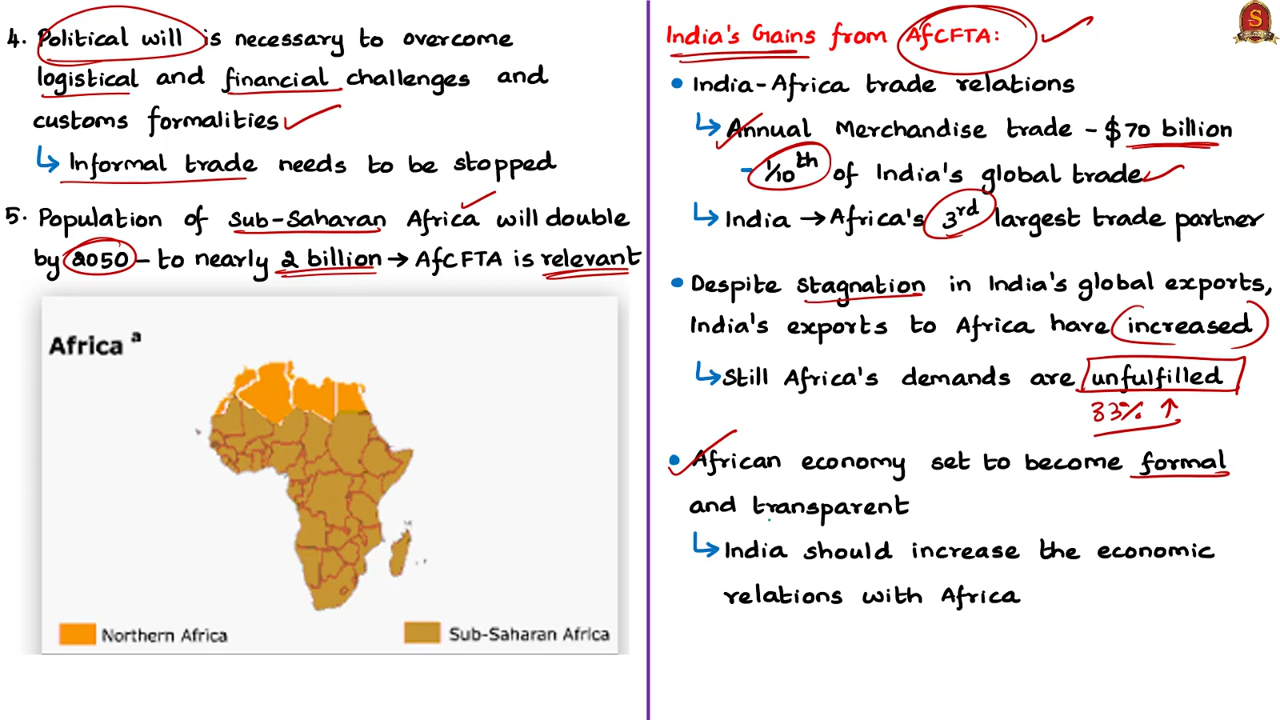 4. Political will is necessary to overcome
logistical and financial challenges and
customs formalities
↳ Informal trade needs to be stopped
5. Population of Sub-Saharan Africa will double
by 2050 – to nearly 2 billion → AfCFTA is relevant
Africa a
Northern Africa
Sub-Saharan Africa
India's Gains from AfCFTA:
• India-Africa trade relations
↳ Annual Merchandise trade - $70 billion
- 1/10th of India's global trade
↳ India → Africa's 3rd largest trade partner
• Despite stagnation in India's global exports,
India's exports to Africa have increased
↳ Still Africa's demands are unfulfilled
33% ↑
• African economy set to become formal
and transparent
↳ India should increase the economic
relations with Africa
S